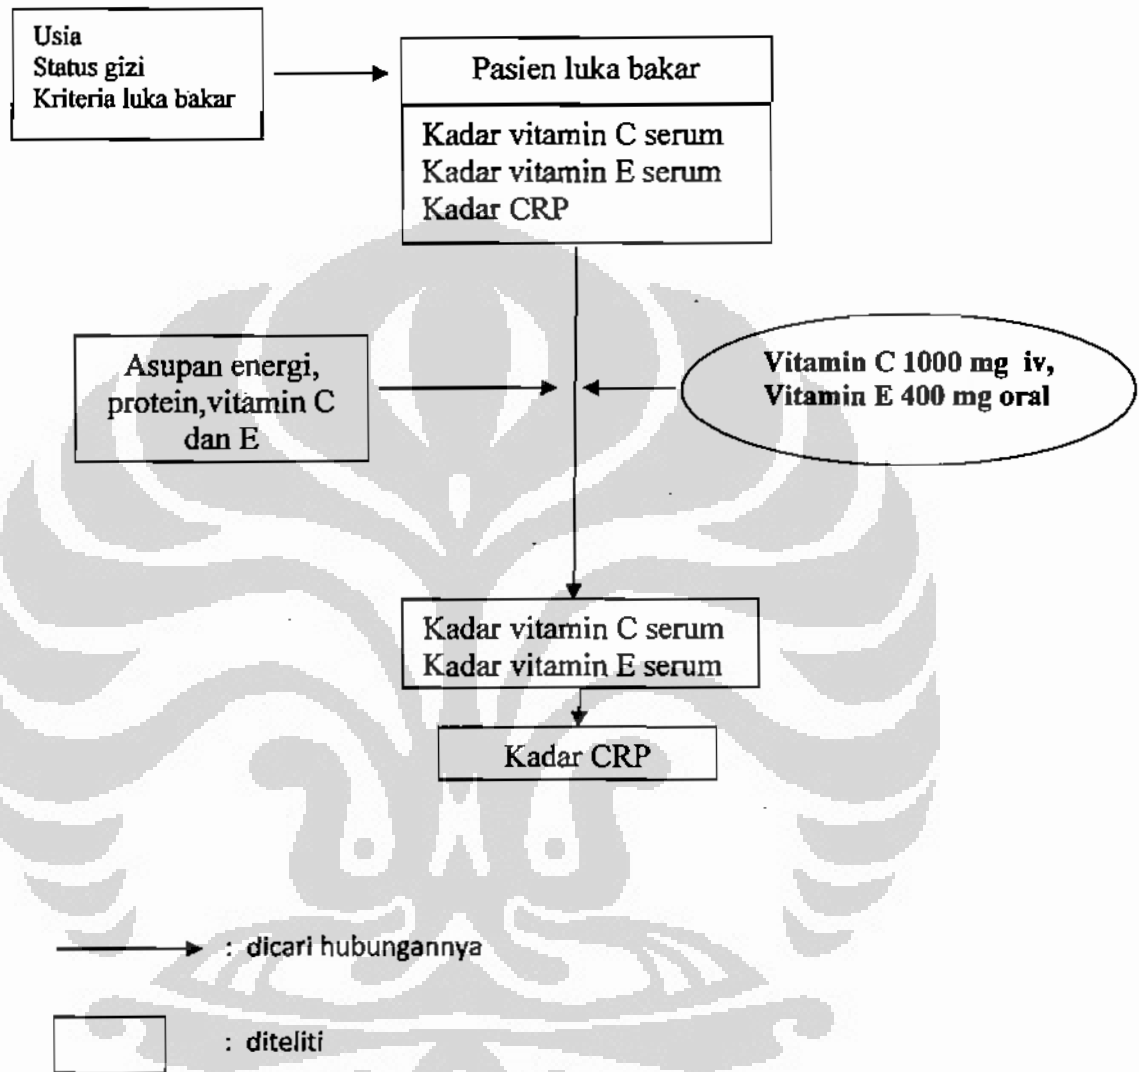 Usia
Status gizi
Kriteria luka bakar
Pasien luka bakar
Kadar vitamin C serum
Kadar vitamin E serum
Kadar CRP
Asupan energi,
protein,vitamin C
dan E
Vitamin C 1000 mg iv,
Vitamin E 400 mg oral
Kadar vitamin C serum
Kadar vitamin E serum
Kadar CRP
: dicari hubungannya
: diteliti